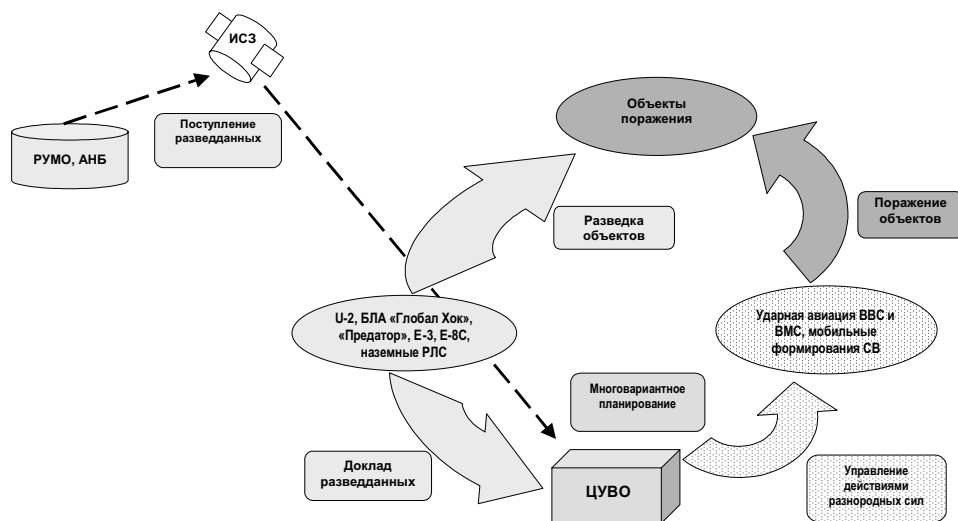 ИСЗ
РУМО, АНБ
Поступление
разведданных
Объекты
поражения
Разведка
объектов
Поражение
объектов
U-2, БЛА «Глобал Хок»,
«Предатор», Е-3, Е-8С,
наземные РЛС
Ударная авиация ВВС и
ВМС, мобильные
формирования СВ
Многовариантное
планирование
Доклад
разведданных
ЦУВО
Управление
действиями
разнородных сил